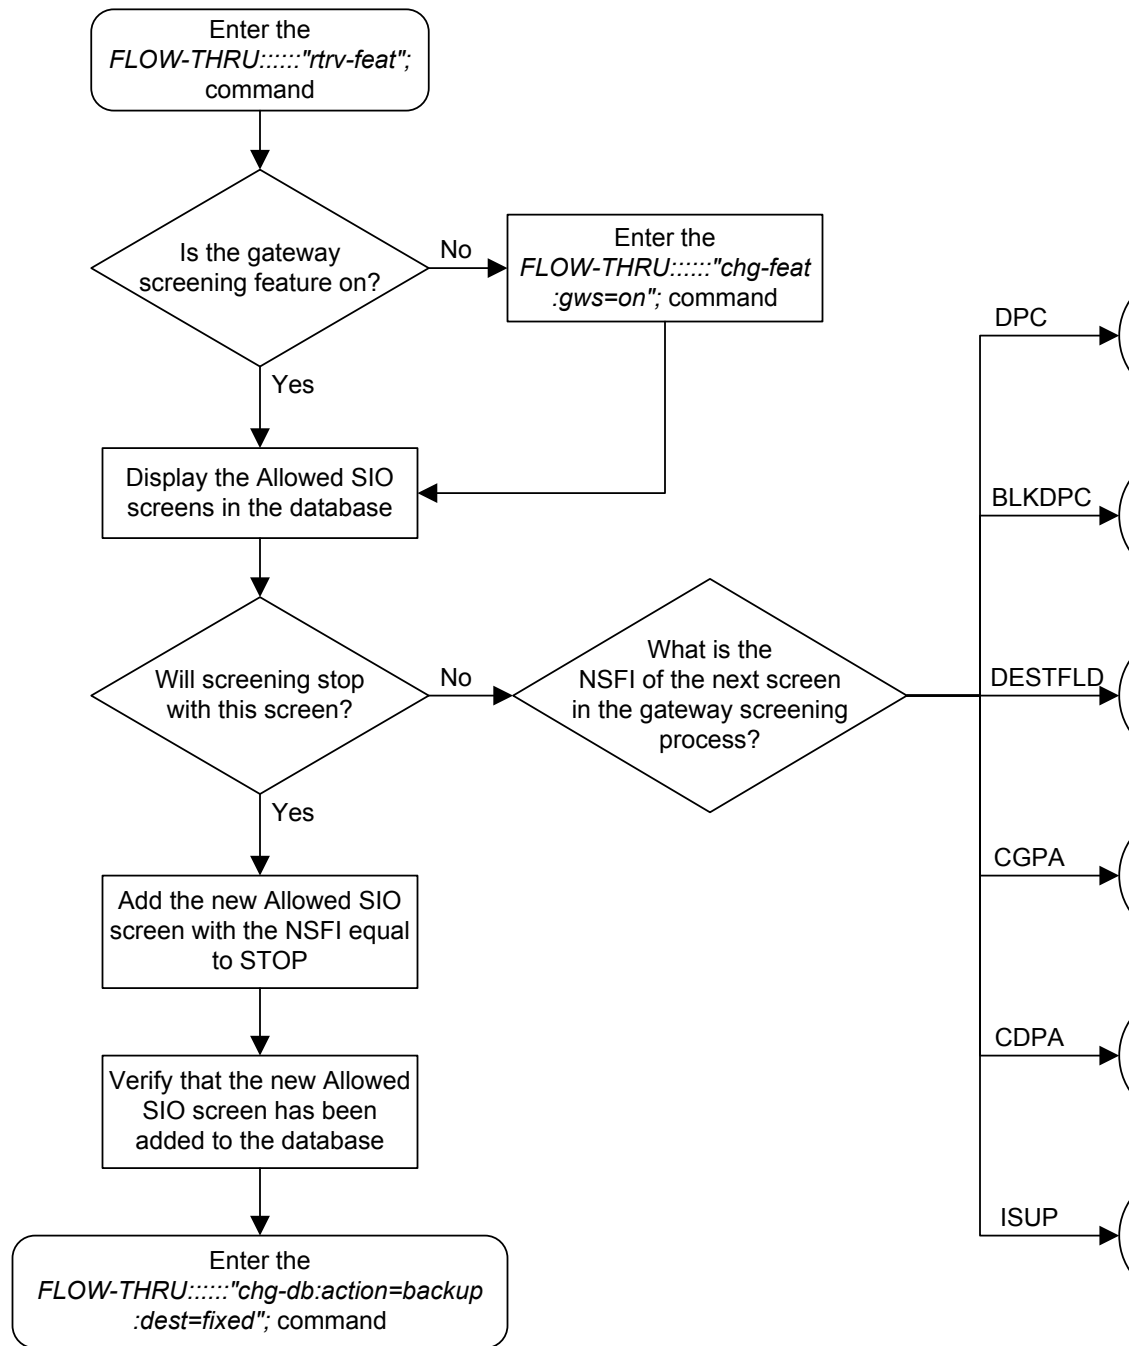 Enter the
FLOW-THRU::::::"rtrv-feat";
command
Is the gateway
screening feature on?
No
Enter the
FLOW-THRU::::::"chg-feat
:gws=on"; command
Yes
Display the Allowed SIO
screens in the database
Will screening stop
with this screen?
No
What is the
NSFI of the next screen
in the gateway screening
process?
DPC
BLKDPC
DESTFLD
CGPA
CDPA
ISUP
Yes
Add the new Allowed SIO
screen with the NSFI equal
to STOP
Verify that the new Allowed
SIO screen has been
added to the database
Enter the
FLOW-THRU::::::"chg-db:action=backup
:dest=fixed"; command